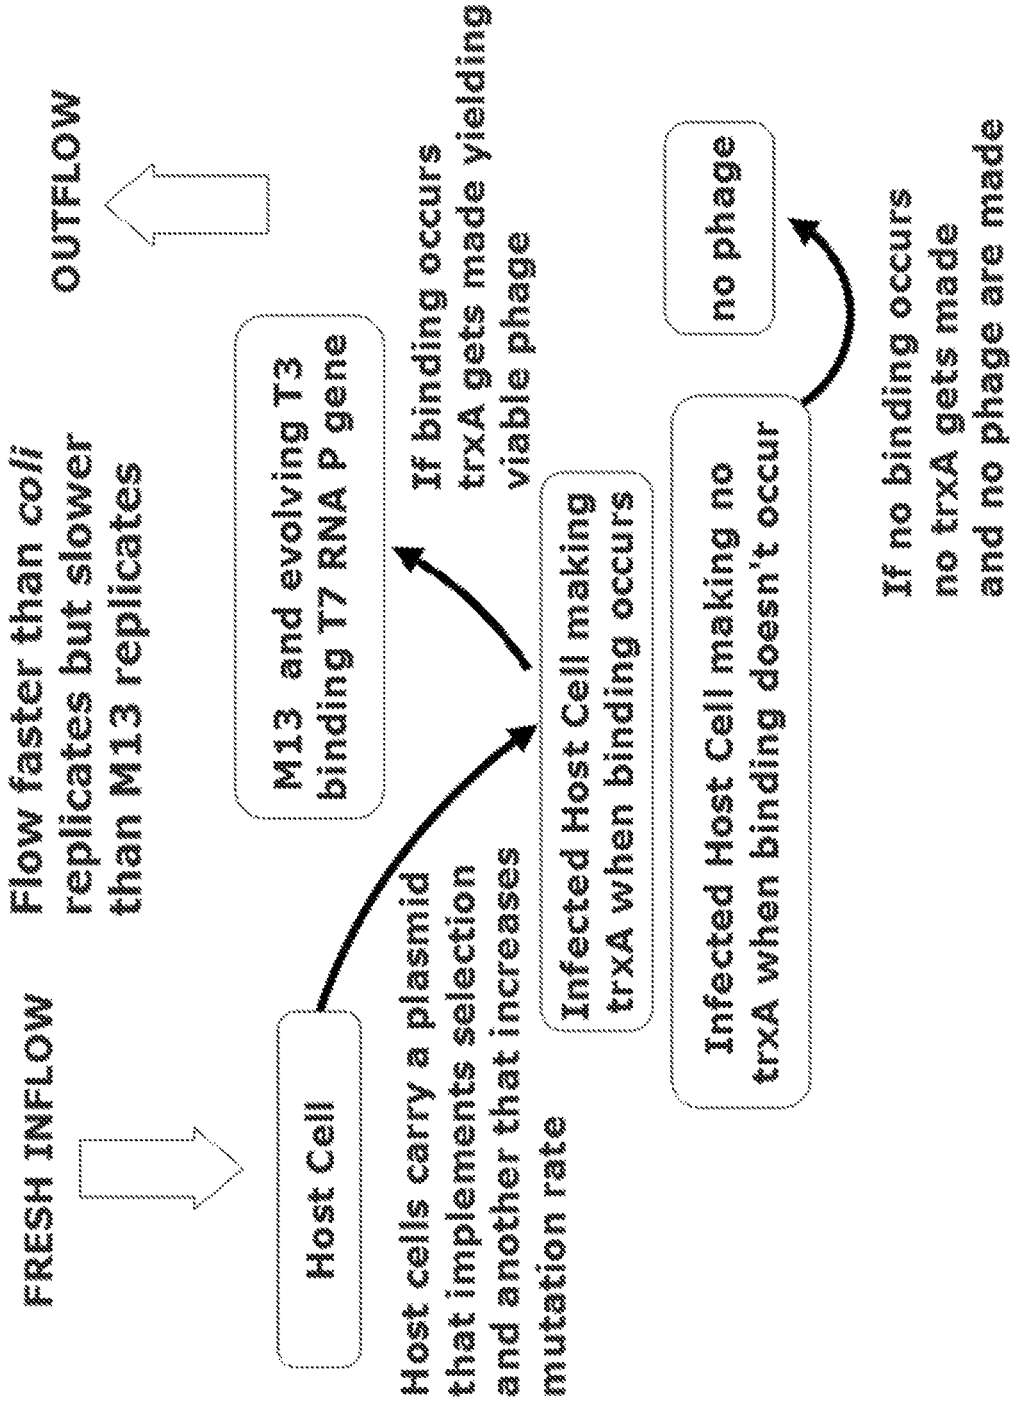 FRESH INFLOW
Flow faster than coli
replicates but slower
than M13 replicates
OUTFLOW
Host Cell
M13 and evolving T3
binding T7 RNA P gene
Host cells carry a plasmid
that implements selection
and another that increases
mutation rate
If binding occurs
trxA gets made yielding
viable phage
Infected Host Cell making
trxA when binding occurs
Infected Host Cell making no
trxA when binding doesn't occur
no phage
If no binding occurs
no trxA gets made
and no phage are made